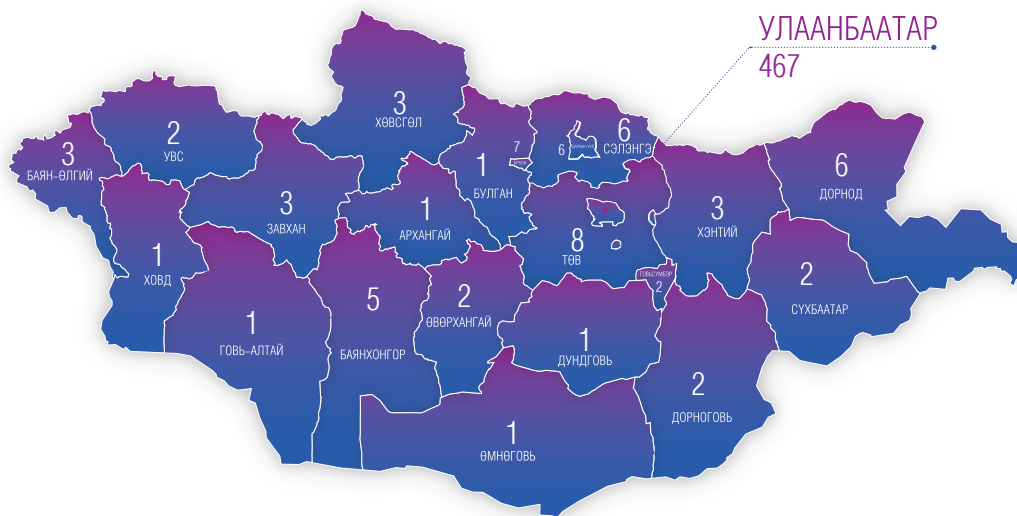 УЛААНБААТАР
467
3
ХӨВСГӨЛ
2
УВС
3
БАЯН–ӨЛГИЙ
1
ХОВД
3
ЗАВХАН
1
АРХАНГАЙ
1
БУЛГАН
7
6
6
СЭЛЭНГЭ
8
ТӨВ
3
ХЭНТИЙ
6
ДОРНОД
2
СҮХБААТАР
ГОВЬСҮМБЭР
2
1
ГОВЬ–АЛТАЙ
5
БАЯНХОНГОР
2
ӨВӨРХАНГАЙ
1
ДУНДГОВЬ
2
ДОРНОГОВЬ
1
ӨМНӨГОВЬ